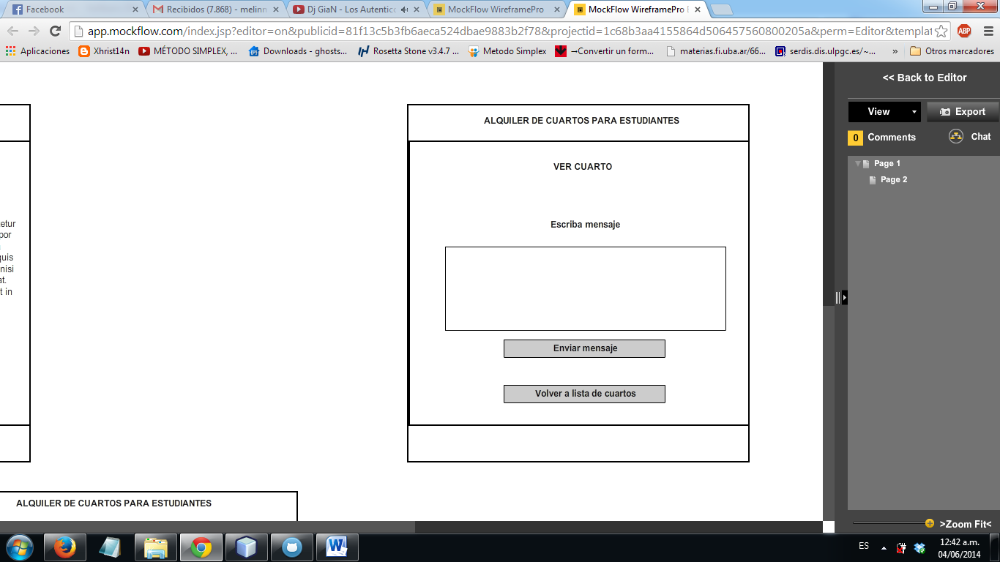 Facebook
Recibidos (7.868) - melinn
Dj GiaN - Los Autentico
MockFlow WireframePro
MockFlow WireframePro E
app.mockflow.com/index.jsp?editor=on&publicid=81f13c5b3fb6aeca524dbae9883b2f78&projectid=1c68b3aa4155864d506457560800205a&perm=Editor&templat
ABP
Aplicaciones
Xhrist14n
MÉTODO SIMPLEX, ...
Downloads - ghosts...
Rosetta Stone v3.4.7 ...
Metodo Simplex
→Convertir un form...
materias.fi.uba.ar/66...
serdis.dis.ulpgc.es/~...
»
Otros marcadores
<< Back to Editor
View
Export
0 Comments
Chat
Page 1
Page 2
ALQUILER DE CUARTOS PARA ESTUDIANTES
VER CUARTO
Escriba mensaje
Enviar mensaje
Volver a lista de cuartos
etur
por
quis
nisi
at.
t in
ALQUILER DE CUARTOS PARA ESTUDIANTES
>Zoom Fit<
ES
12:42 a.m.
04/06/2014